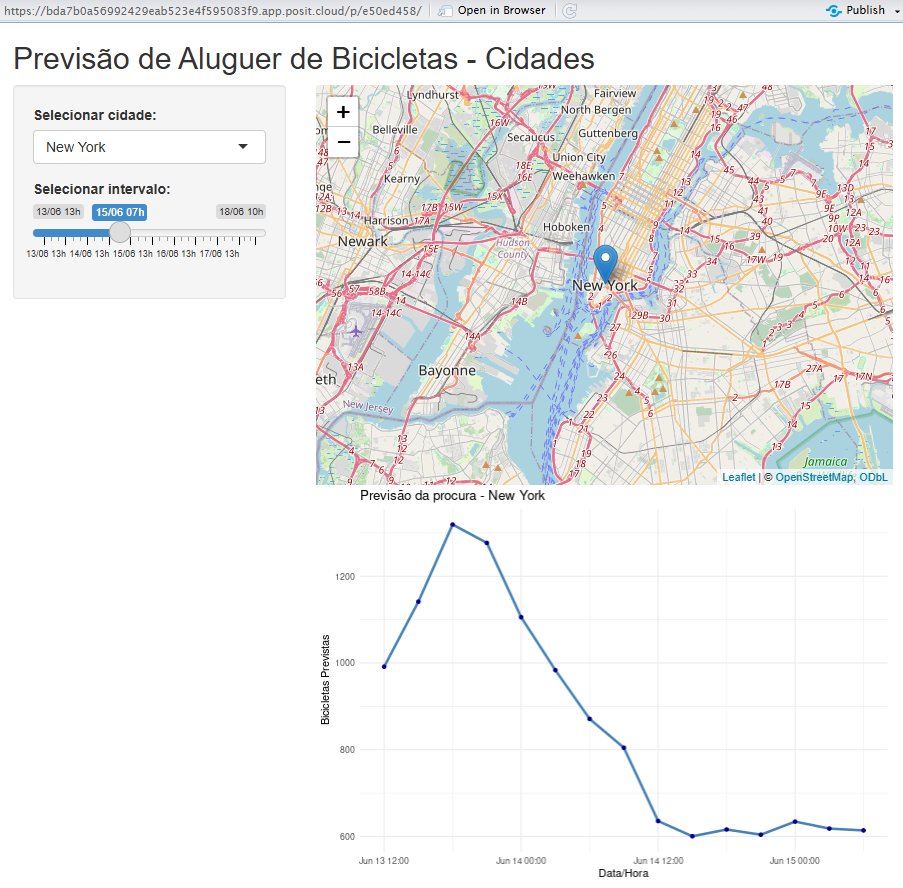 https://bda7b0a56992429eab523e4f595083f9.app.posit.cloud/p/e50ed458/
Open in Browser
Publish
Previsão de Aluguer de Bicicletas - Cidades
Selecionar cidade:
New York
Selecionar intervalo:
13/06 13h
15/06 07h
18/06 10h
13/06 13h 14/06 13h 15/06 13h 16/06 13h 17/06 13h
+
−
Lyndhurst
Fairview
North Bergen
Belleville
Secaucus
Guttenberg
Union City
Kearny
Weehawken
Harrison
Hoboken
Newark
Hudson
County
New York
Bayonne
New Jersey
Jamaica
Leaflet | © OpenStreetMap, ODbL
Previsão da procura - New York
Bicicletas Previstas
1200
1000
800
600
Jun 13 12:00
Jun 14 00:00
Jun 14 12:00
Jun 15 00:00
Data/Hora